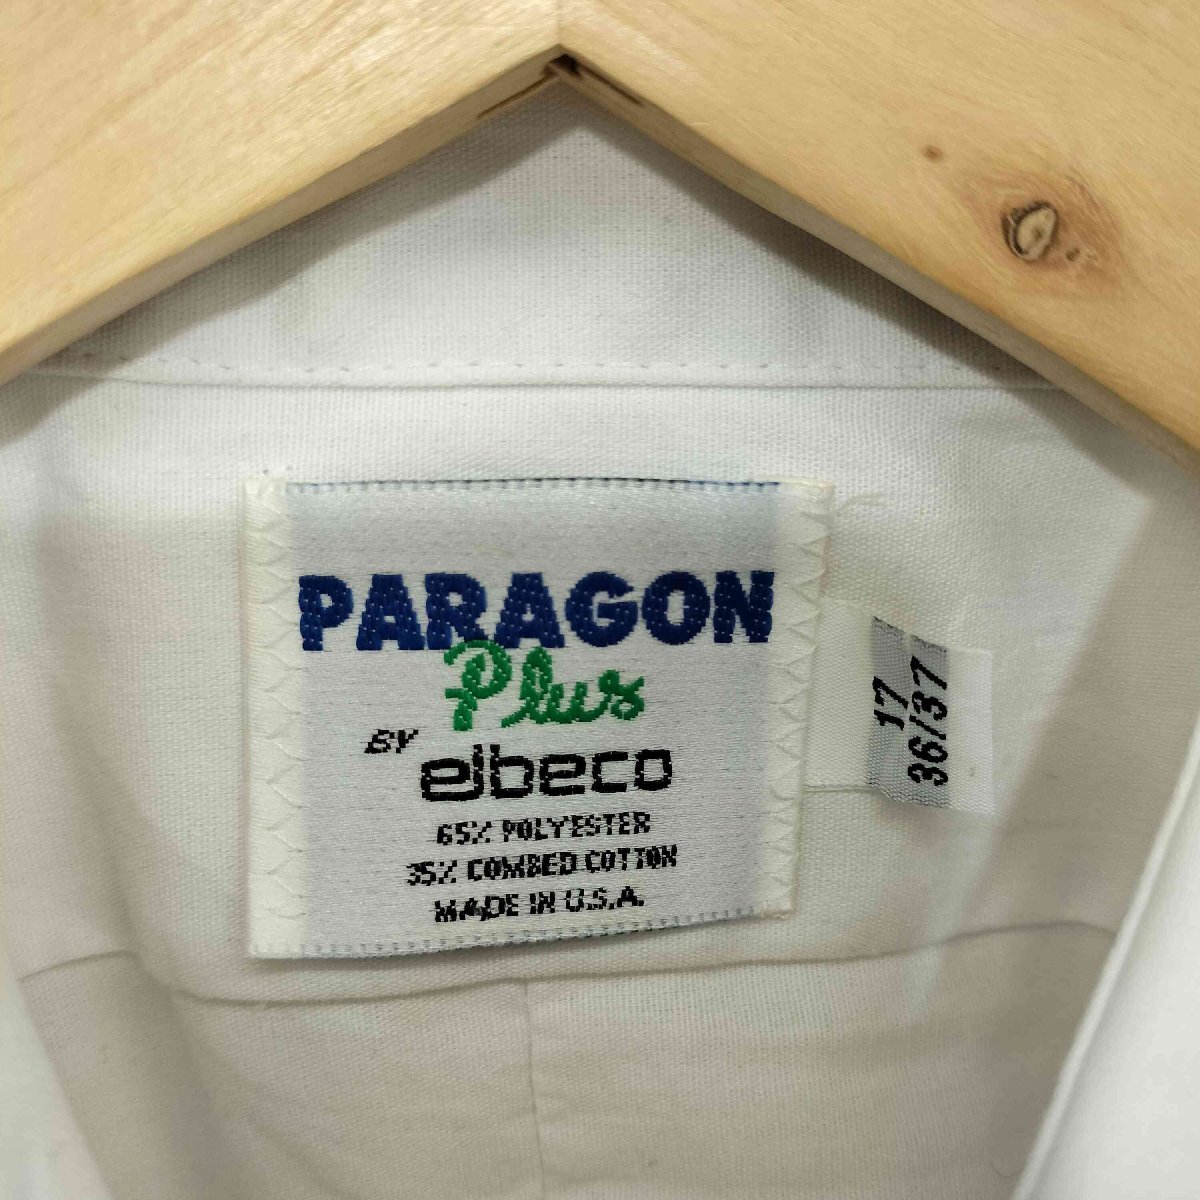 PARAGON
Plus
BY elbeco
65% POLYESTER
35% COMBED COTTON
MADE IN U.S.A.
17
36/37